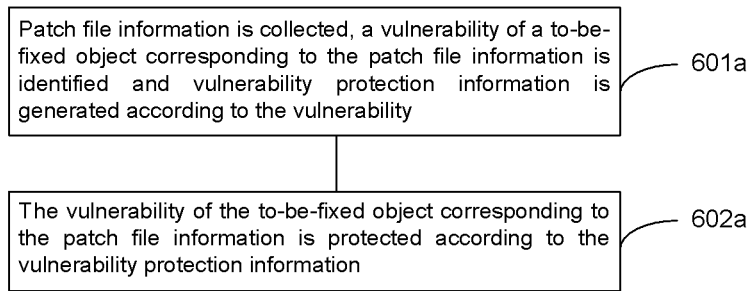 Patch file information is collected, a vulnerability of a to-be-
fixed object corresponding to the patch file information is
identified and vulnerability protection information is
generated according to the vulnerability
601a
The vulnerability of the to-be-fixed object corresponding to
the patch file information is protected according to the
vulnerability protection information
602a